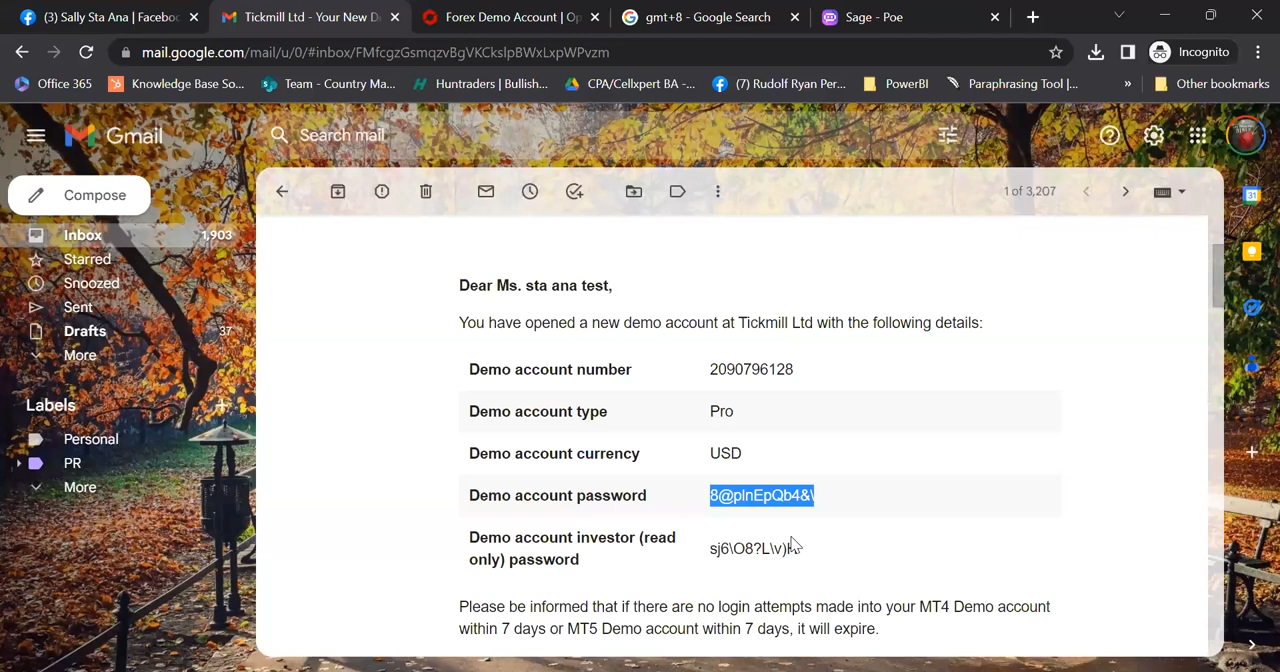 (3) Sally Sta Ana | Faceboo
Tickmill Ltd - Your New D
Forex Demo Account | Op
gmt+8 - Google Search
Sage - Poe
mail.google.com/mail/u/0/#inbox/FMfcgzGsmqzvBgVKCkslpBWxLxpWPvzm
Incognito
Office 365
Knowledge Base So...
Team - Country Ma...
Huntraders | Bullish...
CPA/Cellxpert BA -...
(7) Rudolf Ryan Per...
PowerBI
Paraphrasing Tool |...
»
Other bookmarks
Gmail
Search mail
Compose
1 of 3,207
Inbox
1,903
Starred
Snoozed
Sent
Drafts
37
More
Labels
Personal
PR
More
31
Dear Ms. sta ana test,
You have opened a new demo account at Tickmill Ltd with the following details:
Demo account number 2090796128
Demo account type Pro
Demo account currency USD
Demo account password
Demo account investor (read
only) password
Please be informed that if there are no login attempts made into your MT4 Demo account
within 7 days or MT5 Demo account within 7 days, it will expire.